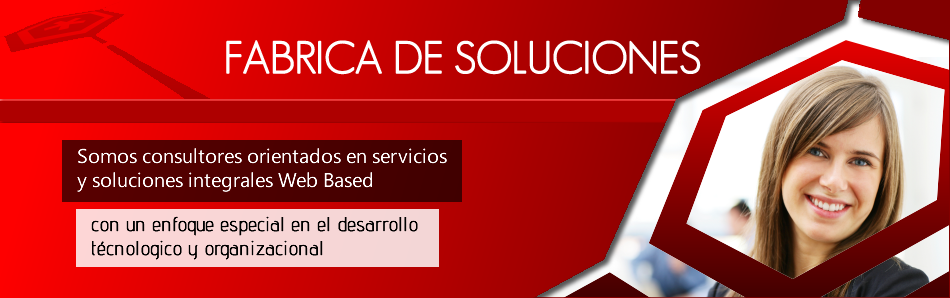 FABRICA DE SOLUCIONES
Somos consultores orientados en servicios
y soluciones integrales Web Based
con un enfoque especial en el desarrollo
técnologico y organizacional